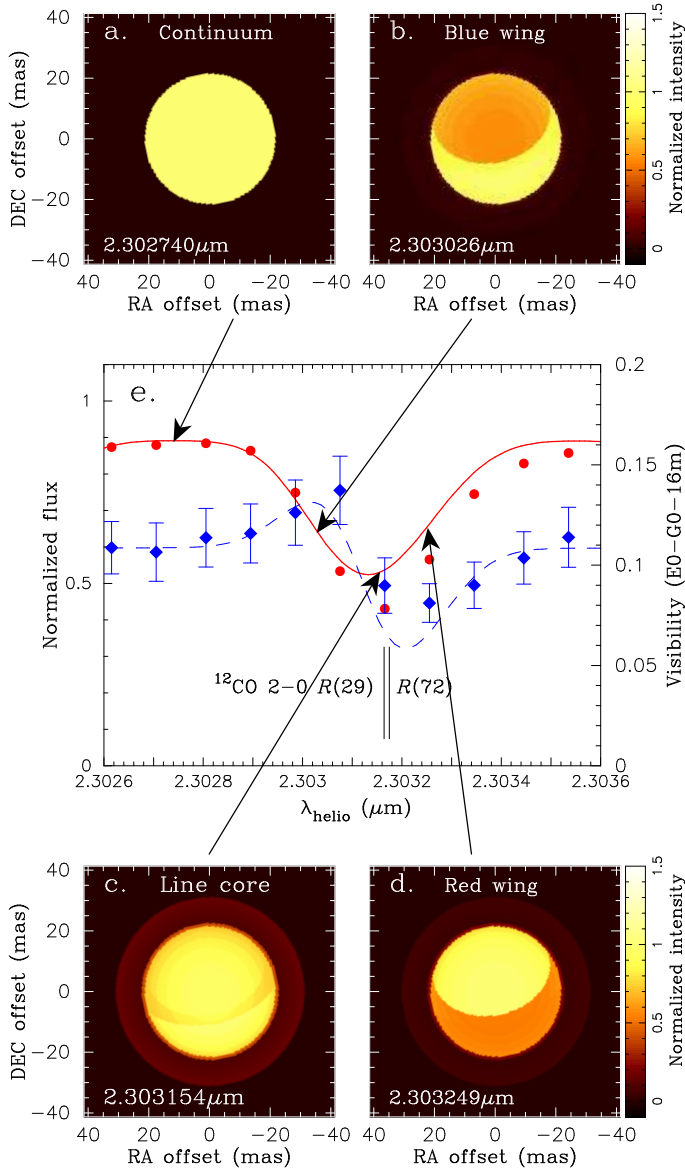 a. Continuum
b. Blue wing
2.302740μm
2.303026μm
40 20 0 −20 −40
DEC offset (mas)
40 20 0 −20 −40
RA offset (mas)
40 20 0 −20 −40
RA offset (mas)
0 0.5 1 1.5
Normalized intensity
e.
1
0.5
0
Normalized flux
0.2
0.15
0.1
0.05
0
Visibility (E0−G0−16m)
¹²CO 2−0 R(29)
R(72)
2.3026 2.3028 2.303 2.3032 2.3034 2.3036
λhelio (μm)
c. Line core
d. Red wing
2.303154μm
2.303249μm
40 20 0 −20 −40
DEC offset (mas)
40 20 0 −20 −40
RA offset (mas)
40 20 0 −20 −40
RA offset (mas)
0 0.5 1 1.5
Normalized intensity